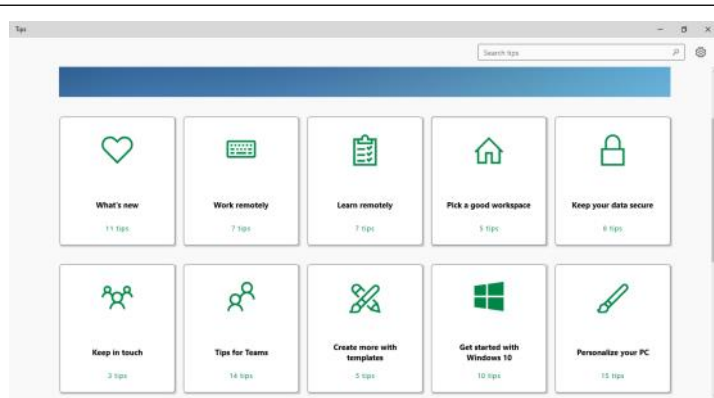 Tips
Search tips
What's new
11 tips
Work remotely
7 tips
Learn remotely
7 tips
Pick a good workspace
5 tips
Keep your data secure
6 tips
Keep in touch
3 tips
Tips for Teams
14 tips
Create more with
templates
5 tips
Get started with
Windows 10
10 tips
Personalize your PC
15 tips